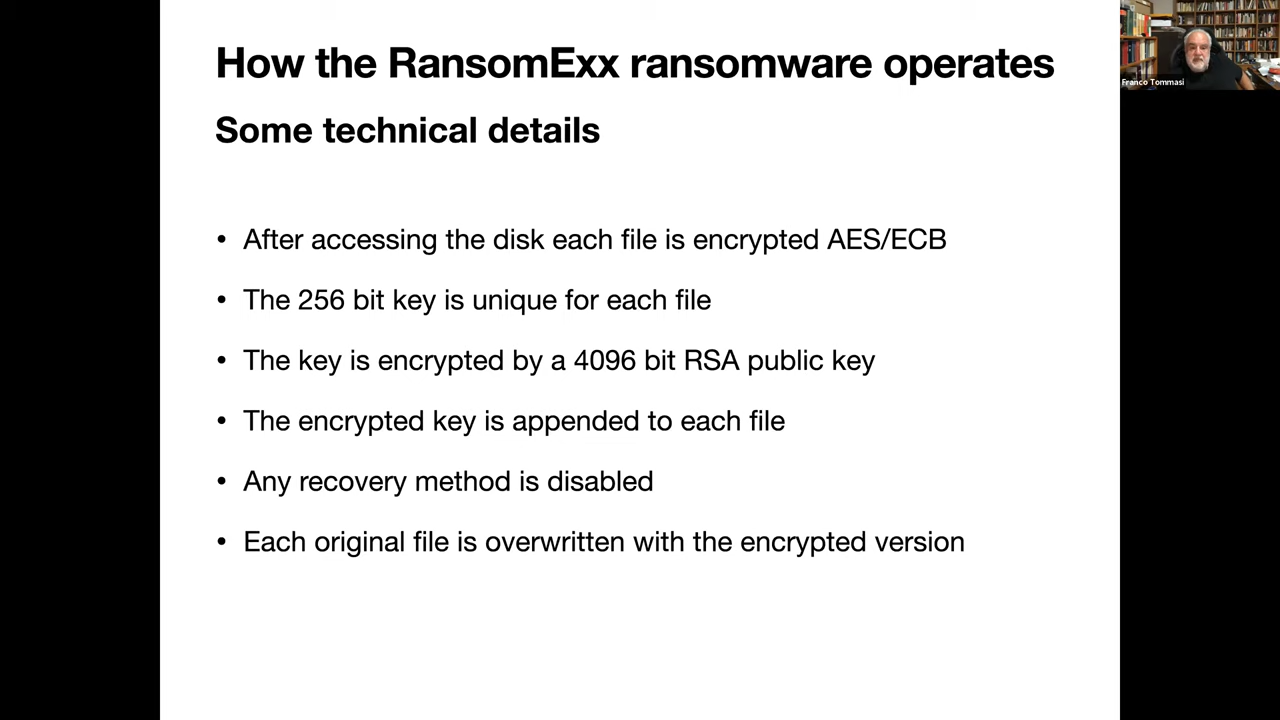 How the RansomExx ransomware operates
Some technical details
• After accessing the disk each file is encrypted AES/ECB
• The 256 bit key is unique for each file
• The key is encrypted by a 4096 bit RSA public key
• The encrypted key is appended to each file
• Any recovery method is disabled
• Each original file is overwritten with the encrypted version
Franco Tommasi